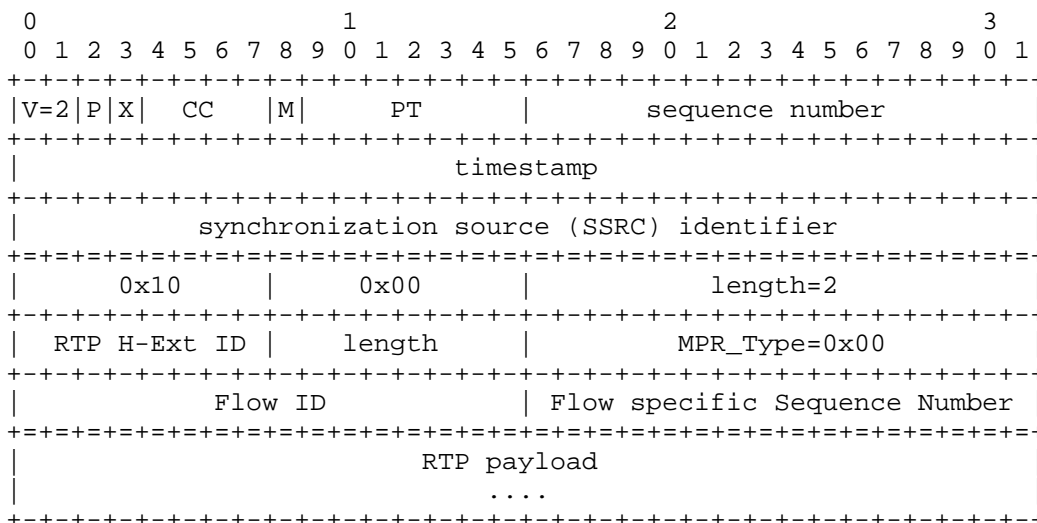 0                   1                   2                   3
0 1 2 3 4 5 6 7 8 9 0 1 2 3 4 5 6 7 8 9 0 1 2 3 4 5 6 7 8 9 0 1
+-+-+-+-+-+-+-+-+-+-+-+-+-+-+-+-+-+-+-+-+-+-+-+-+-+-+-+-+-+-+-+--
|V=2|P|X|  CC   |M|     PT      |       sequence number
+-+-+-+-+-+-+-+-+-+-+-+-+-+-+-+-+-+-+-+-+-+-+-+-+-+-+-+-+-+-+-+--
|                           timestamp
+-+-+-+-+-+-+-+-+-+-+-+-+-+-+-+-+-+-+-+-+-+-+-+-+-+-+-+-+-+-+-+--
|           synchronization source (SSRC) identifier
+=+=+=+=+=+=+=+=+=+=+=+=+=+=+=+=+=+=+=+=+=+=+=+=+=+=+=+=+=+=+=+=-
|      0x10     |     0x00      |           length=2
+-+-+-+-+-+-+-+-+-+-+-+-+-+-+-+-+-+-+-+-+-+-+-+-+-+-+-+-+-+-+-+--
|  RTP H-Ext ID |    length     |         MPR_Type=0x00
+-+-+-+-+-+-+-+-+-+-+-+-+-+-+-+-+-+-+-+-+-+-+-+-+-+-+-+-+-+-+-+--
|            Flow ID            | Flow specific Sequence Number
+=+=+=+=+=+=+=+=+=+=+=+=+=+=+=+=+=+=+=+=+=+=+=+=+=+=+=+=+=+=+=+=-
|                         RTP payload
|                             ....
+-+-+-+-+-+-+-+-+-+-+-+-+-+-+-+-+-+-+-+-+-+-+-+-+-+-+-+-+-+-+-+--